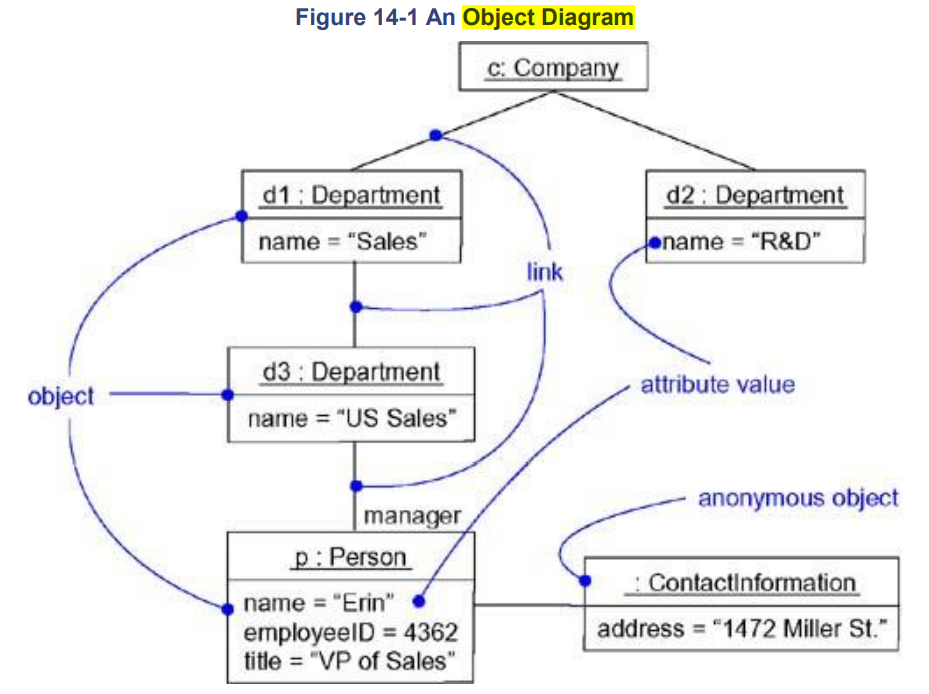 Figure 14-1 An Object Diagram
c: Company
d1 : Department
name = “Sales”
d2 : Department
name = “R&D”
link
d3 : Department
name = “US Sales”
object
attribute value
manager
anonymous object
p : Person
name = “Erin”
employeeID = 4362
title = “VP of Sales”
: ContactInformation
address = “1472 Miller St.”